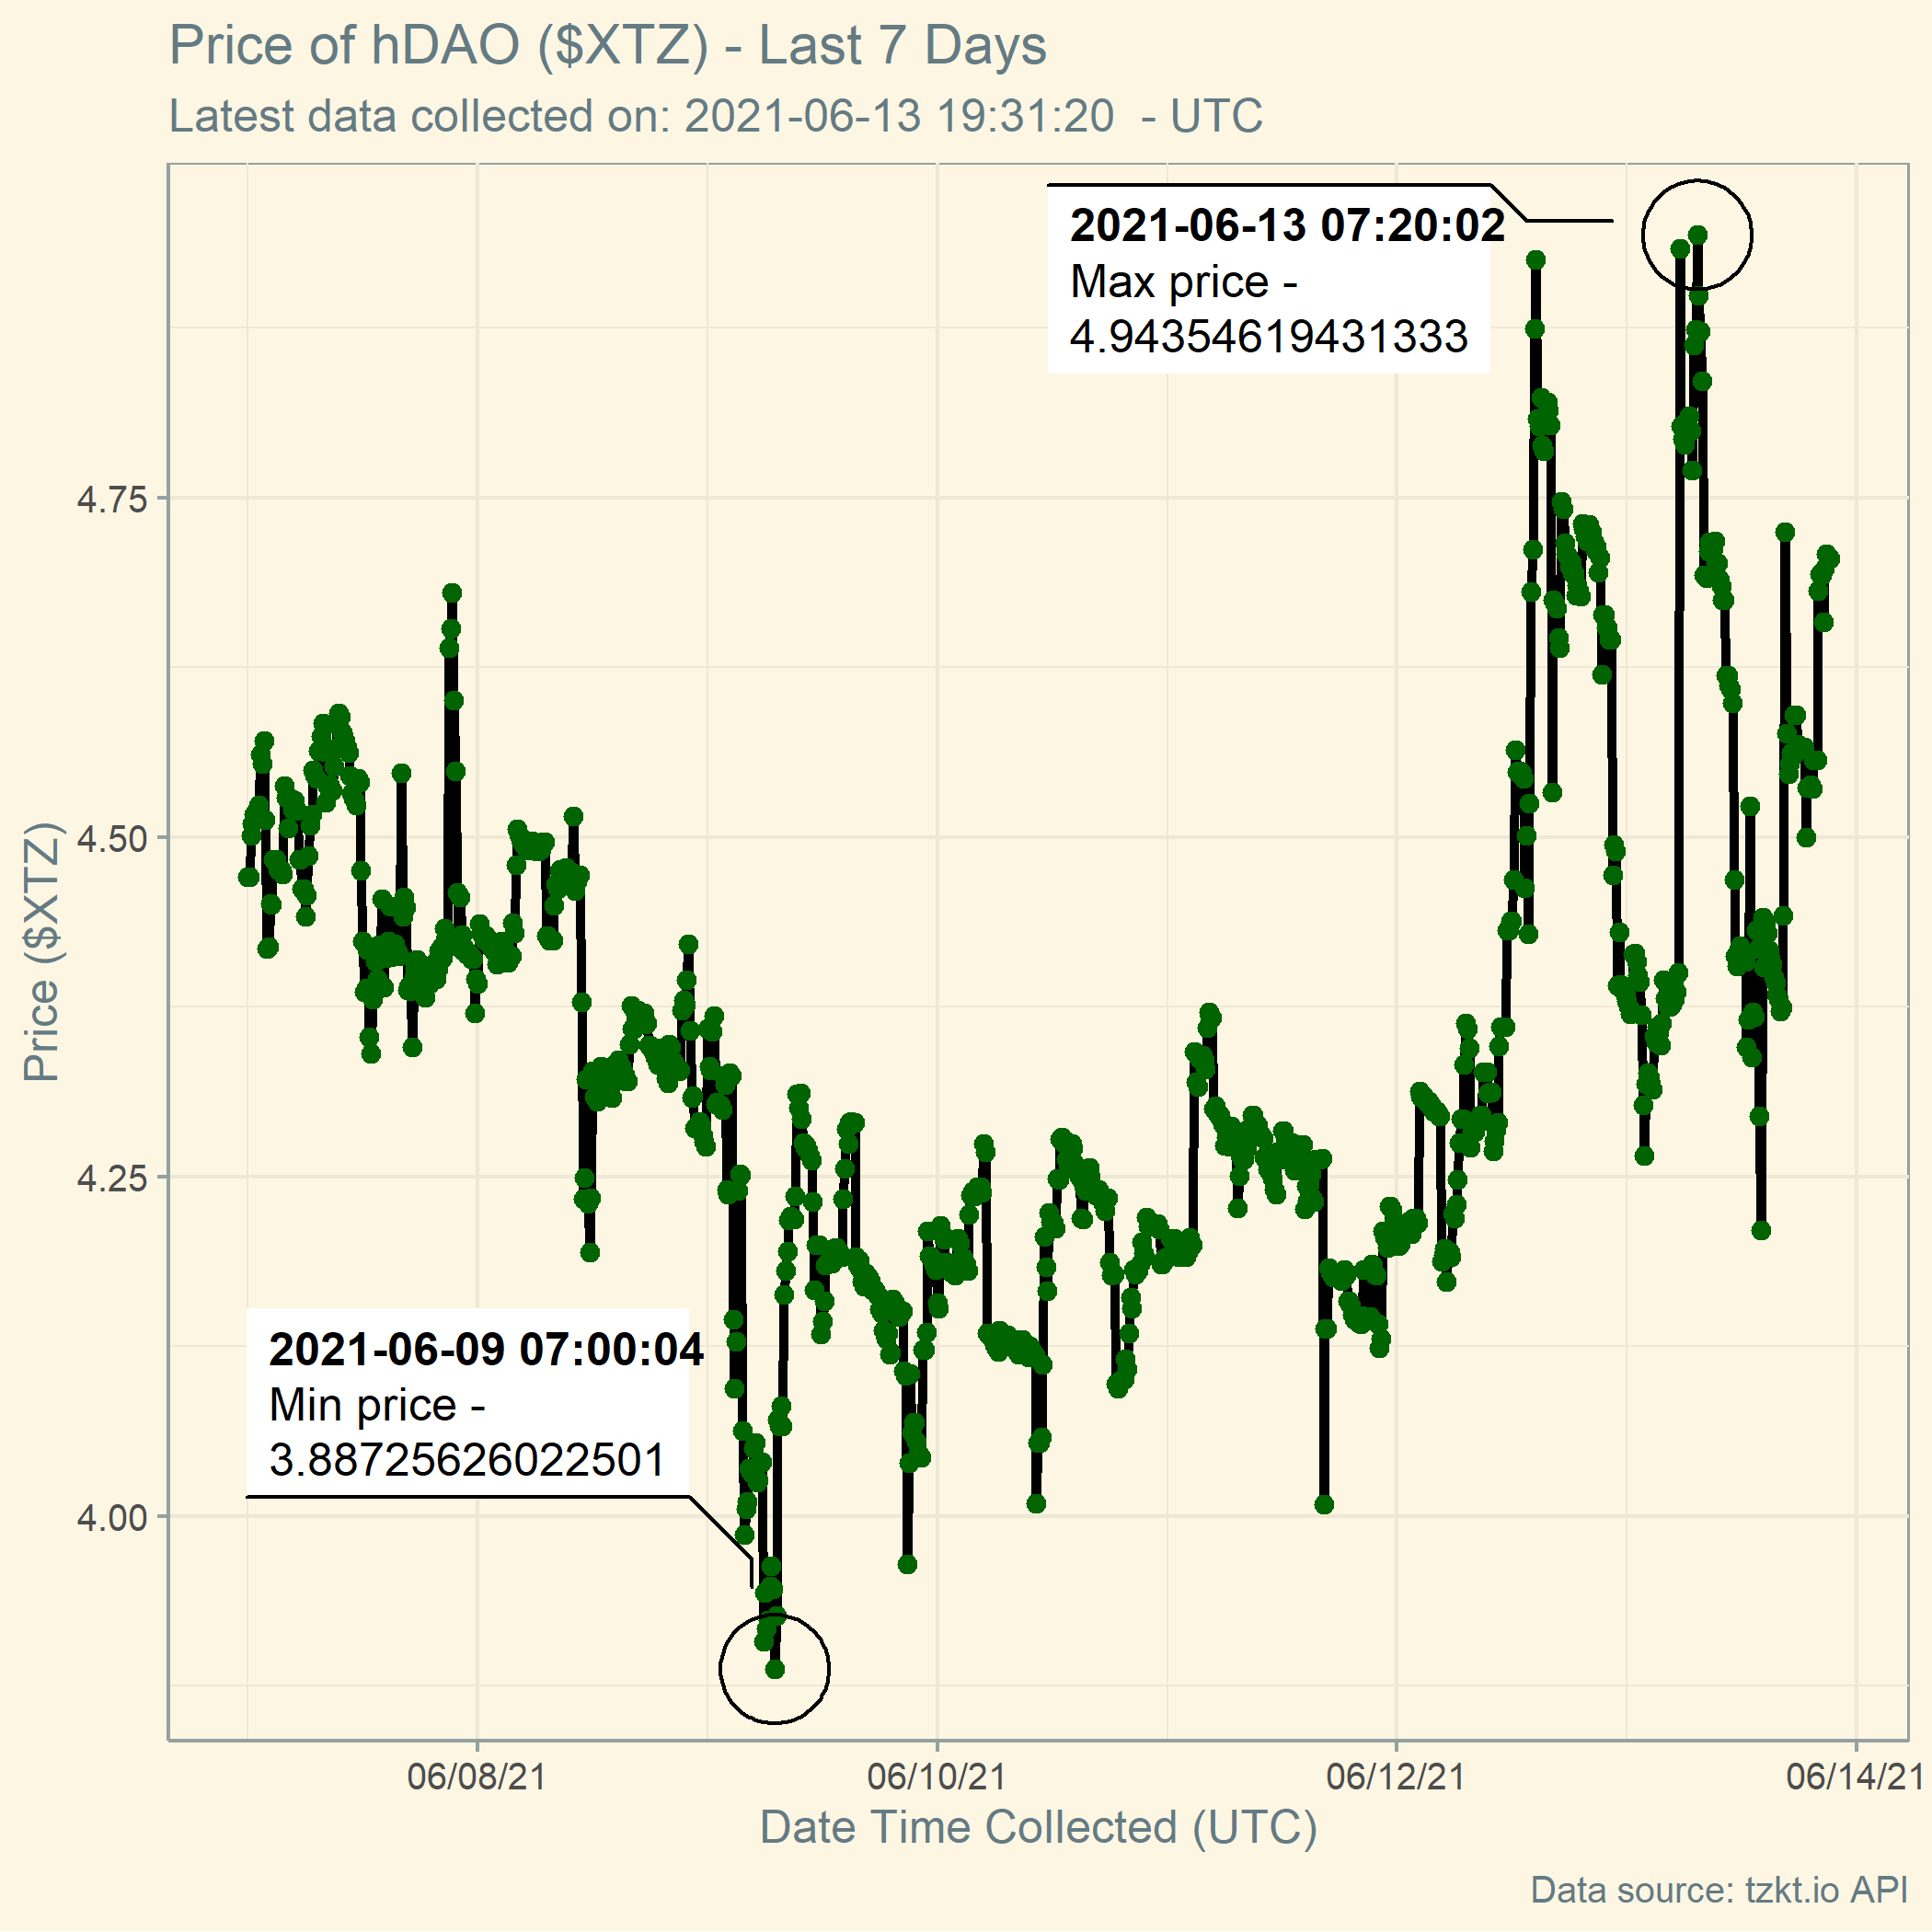 Price of hDAO ($XTZ) - Last 7 Days
Latest data collected on: 2021-06-13 19:31:20  - UTC
2021-06-13 07:20:02
Max price -
4.94354619431333
4.75
4.50
4.25
4.00
Price ($XTZ)
2021-06-09 07:00:04
Min price -
3.88725626022501
06/08/21
06/10/21
06/12/21
06/14/21
Date Time Collected (UTC)
Data source: tzkt.io API